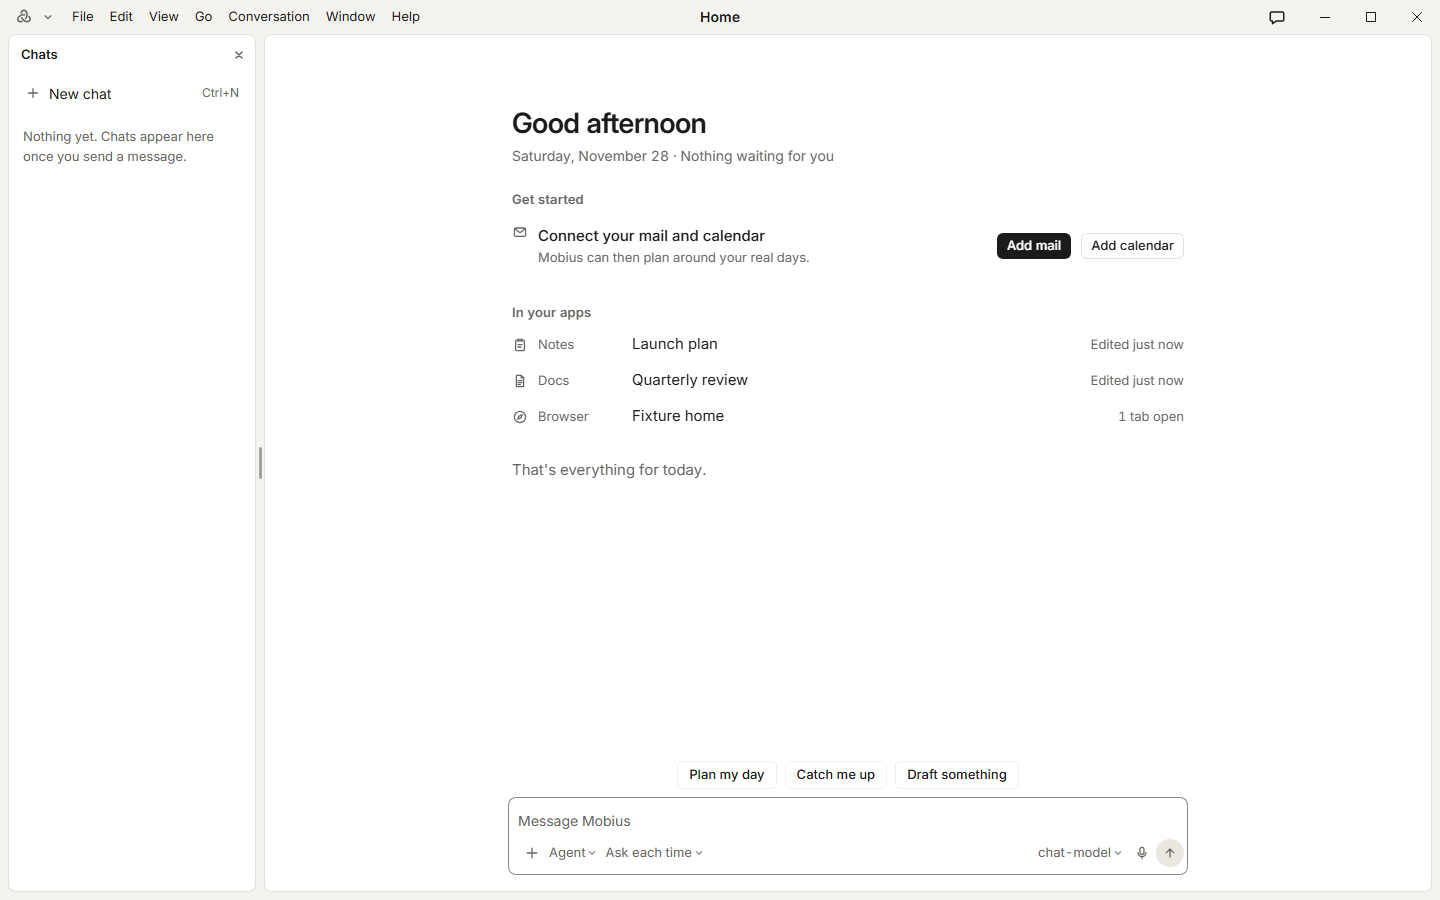 File Edit View Go Conversation Window Help
Home
Chats
New chat Ctrl+N
Nothing yet. Chats appear here
once you send a message.
Good afternoon
Saturday, November 28 · Nothing waiting for you
Get started
Connect your mail and calendar
Mobius can then plan around your real days.
Add mail Add calendar
In your apps
Notes Launch plan Edited just now
Docs Quarterly review Edited just now
Browser Fixture home 1 tab open
That's everything for today.
Plan my day Catch me up Draft something
Message Mobius
Agent Ask each time chat-model